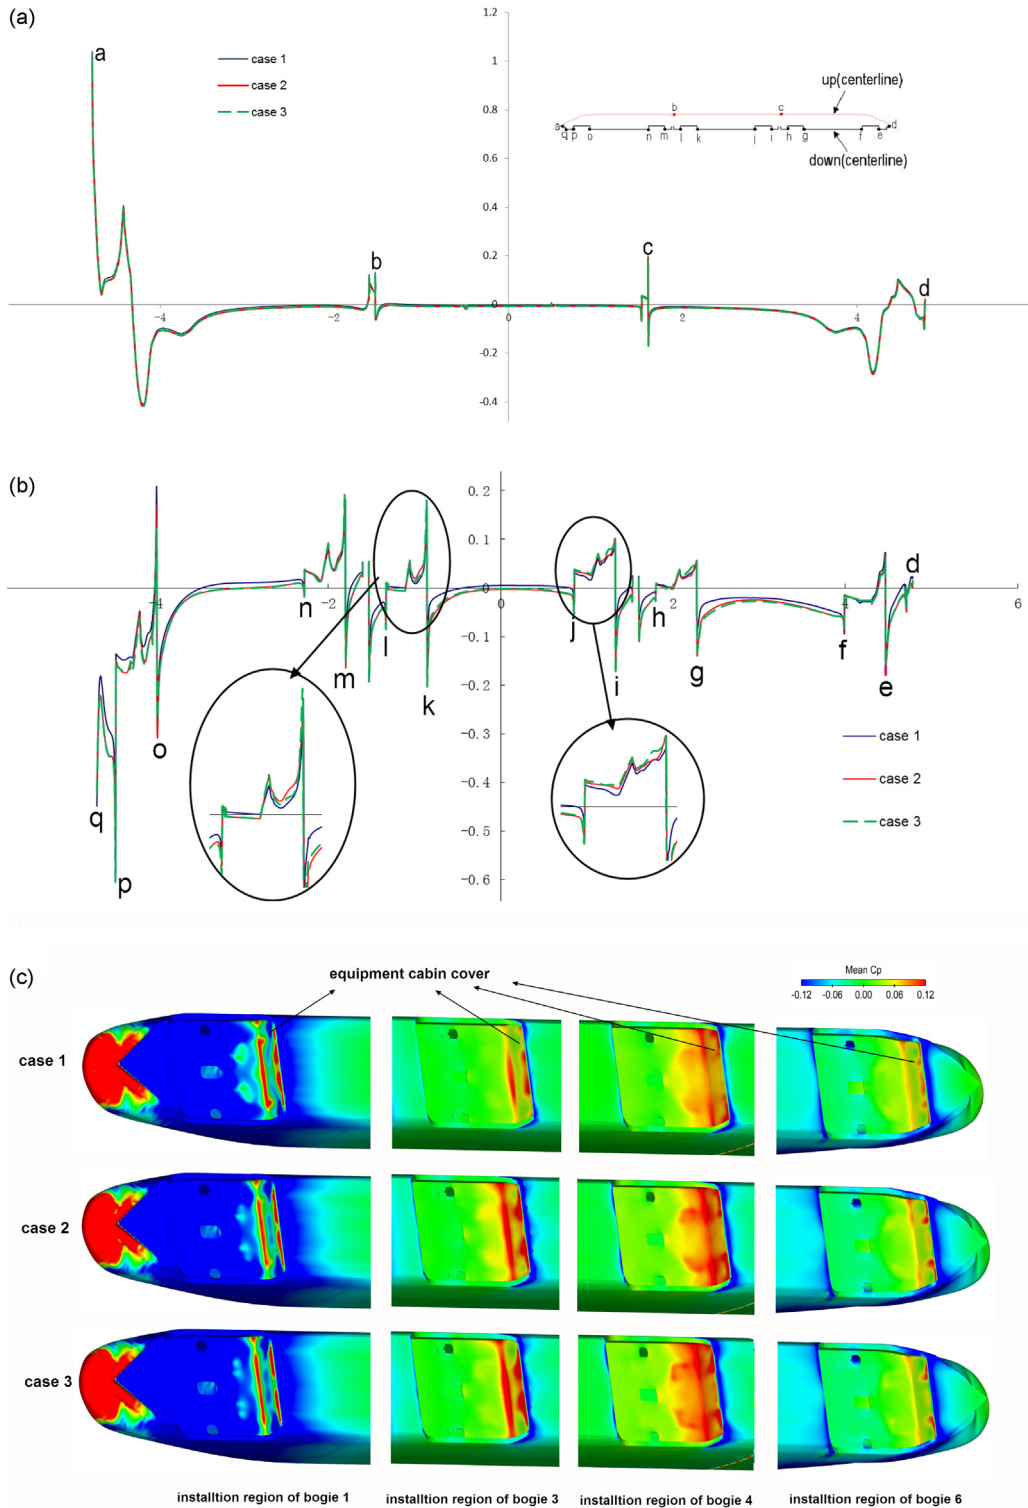 (a)
1.2
1
0.8
0.6
0.4
0.2
0
-0.2
-0.4
-4
-2
0
2
4
a
b
c
d
case 1
case 2
case 3
up(centerline)
b
c
a
d
q p o n m l k j i h g f e
down(centerline)
(b)
0.2
0.1
0
-0.1
-0.2
-0.3
-0.4
-0.5
-0.6
-4
-2
0
2
4
6
q
p
o
n
m
l
k
j
i
h
g
f
e
d
case 1
case 2
case 3
(c)
equipment cabin cover
Mean Cp
-0.12 -0.06 0.00 0.06 0.12
case 1
case 2
case 3
installtion region of bogie 1 installtion region of bogie 3 installtion region of bogie 4 installtion region of bogie 6